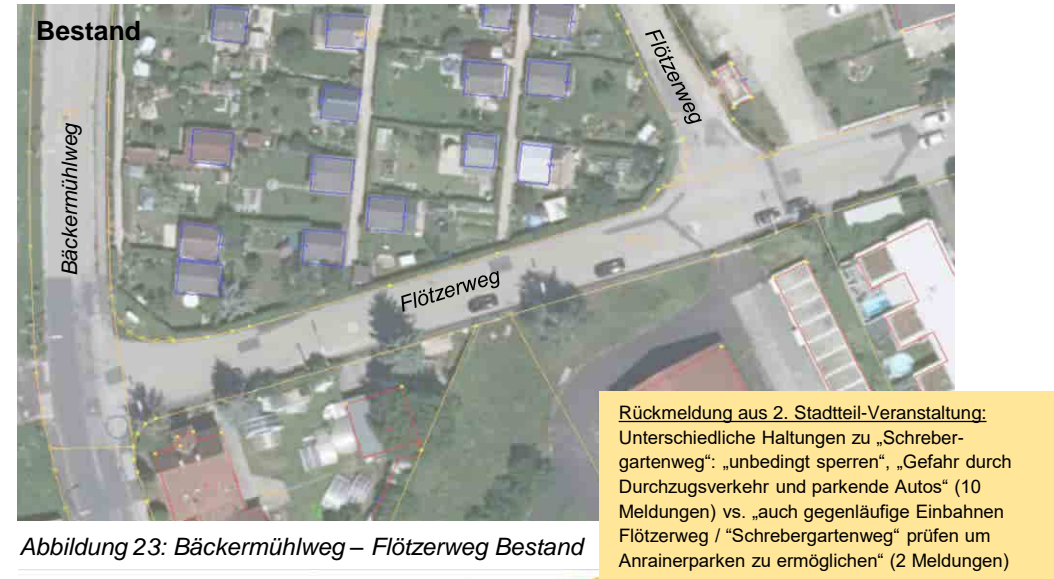 Bestand
Flötzerweg
Bäckermühlweg
Flötzerweg
Rückmeldung aus 2. Stadtteil-Veranstaltung:
Unterschiedliche Haltungen zu „Schreber-
gartenweg“: „unbedingt sperren“, „Gefahr durch
Durchzugsverkehr und parkende Autos“ (10
Meldungen) vs. „auch gegenläufige Einbahnen
Flötzerweg / “Schrebergartenweg“ prüfen um
Anrainerparken zu ermöglichen“ (2 Meldungen)
Abbildung 23: Bäckermühlweg – Flötzerweg Bestand